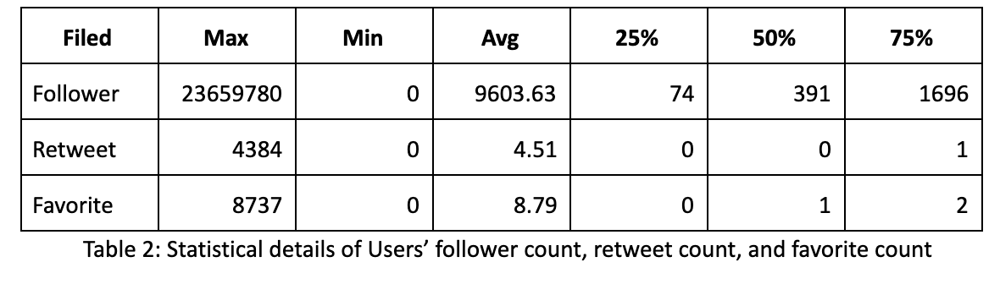 Filed Max Min Avg 25% 50% 75%
Follower 23659780 0 9603.63 74 391 1696
Retweet 4384 0 4.51 0 0 1
Favorite 8737 0 8.79 0 1 2
Table 2: Statistical details of Users’ follower count, retweet count, and favorite count